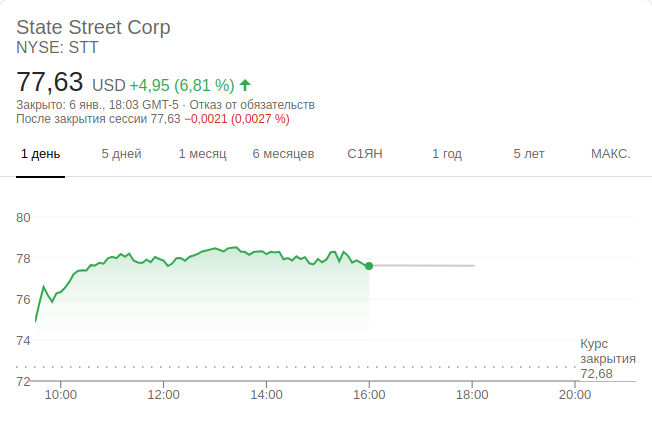 State Street Corp
NYSE: STT
77,63 USD +4,95 (6,81 %)
Закрыто: 6 янв., 18:03 GMT-5 · Отказ от обязательств
После закрытия сессии 77,63 −0,0021 (0,0027 %)
1 день 5 дней 1 месяц 6 месяцев С1ЯН 1 год 5 лет МАКС.
80
78
76
74
Курс
закрытия
72,68
72
10:00 12:00 14:00 16:00 18:00 20:00